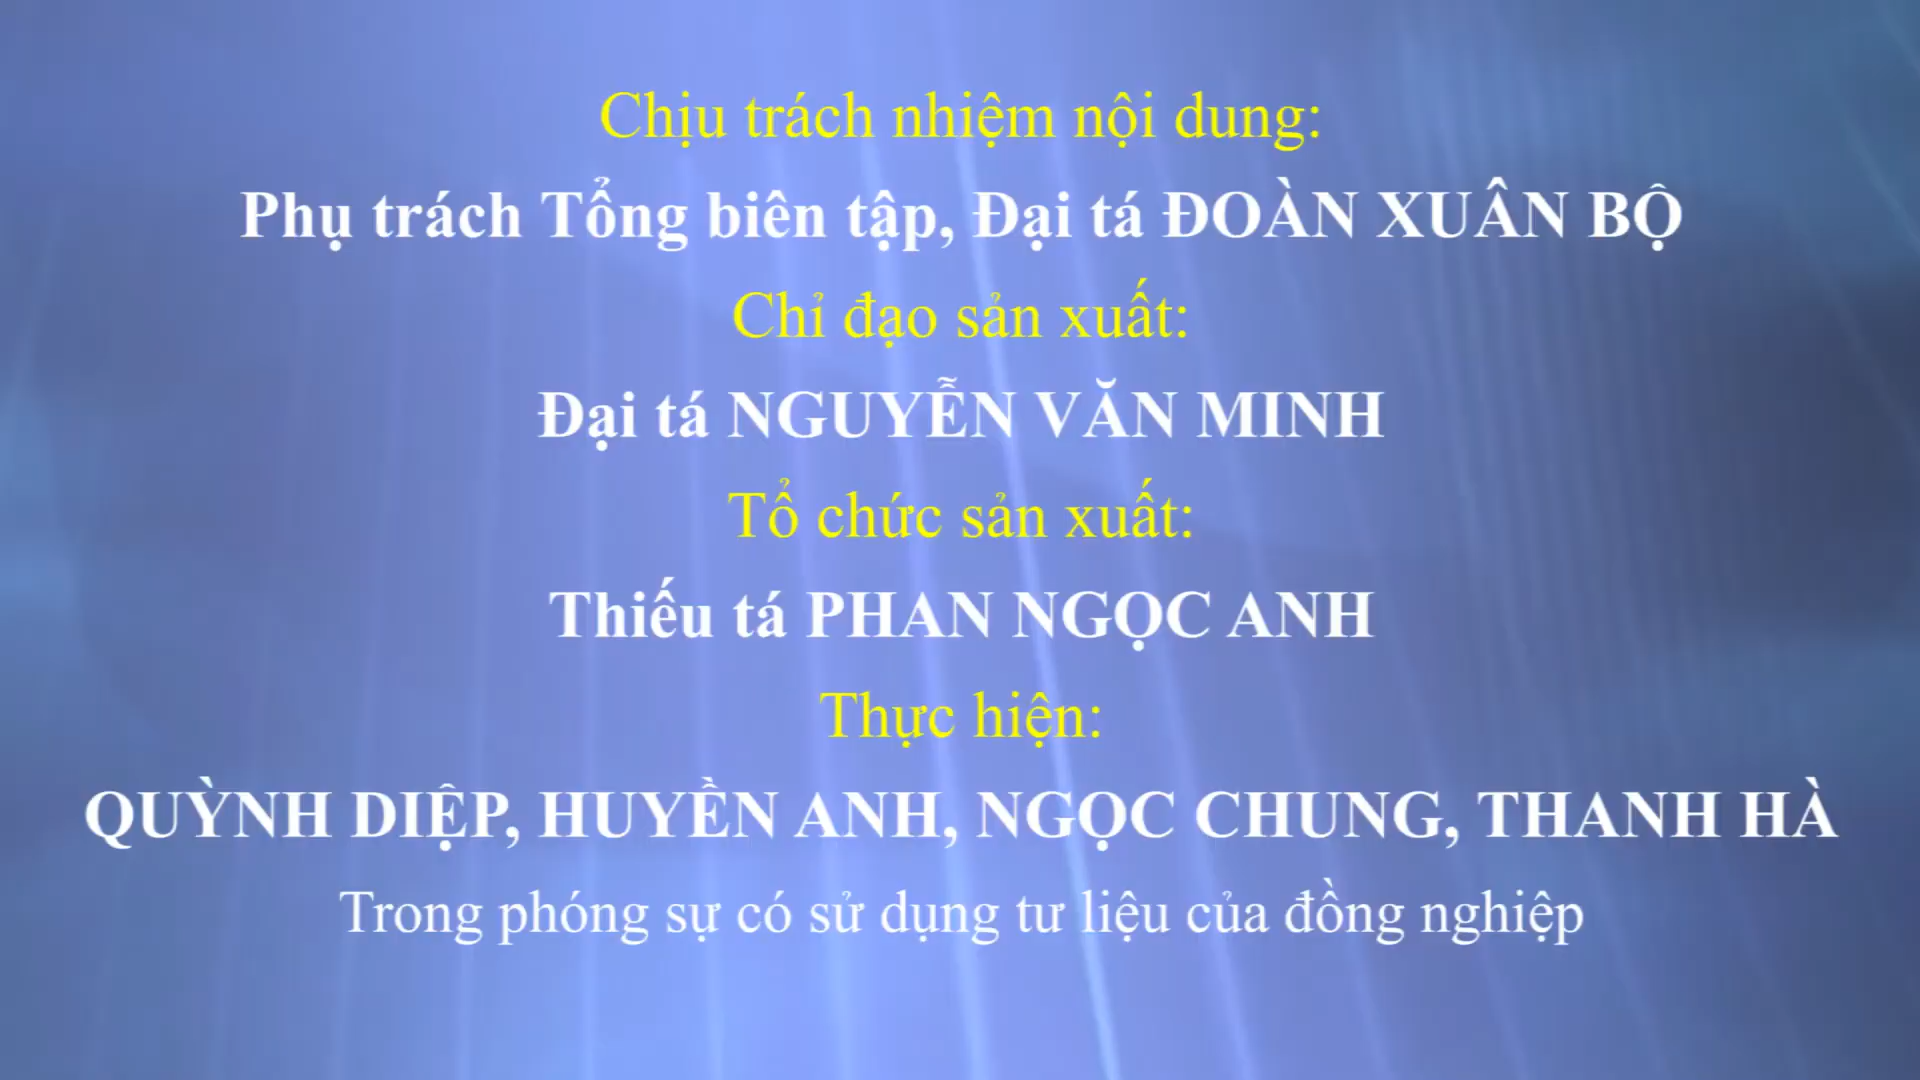 Chịu trách nhiệm nội dung:
Phụ trách Tổng biên tập, Đại tá ĐOÀN XUÂN BỘ
Chỉ đạo sản xuất:
Đại tá NGUYỄN VĂN MINH
Tổ chức sản xuất:
Thiếu tá PHAN NGỌC ANH
Thực hiện:
QUỲNH DIỆP, HUYỀN ANH, NGỌC CHUNG, THANH HÀ
Trong phóng sự có sử dụng tư liệu của đồng nghiệp